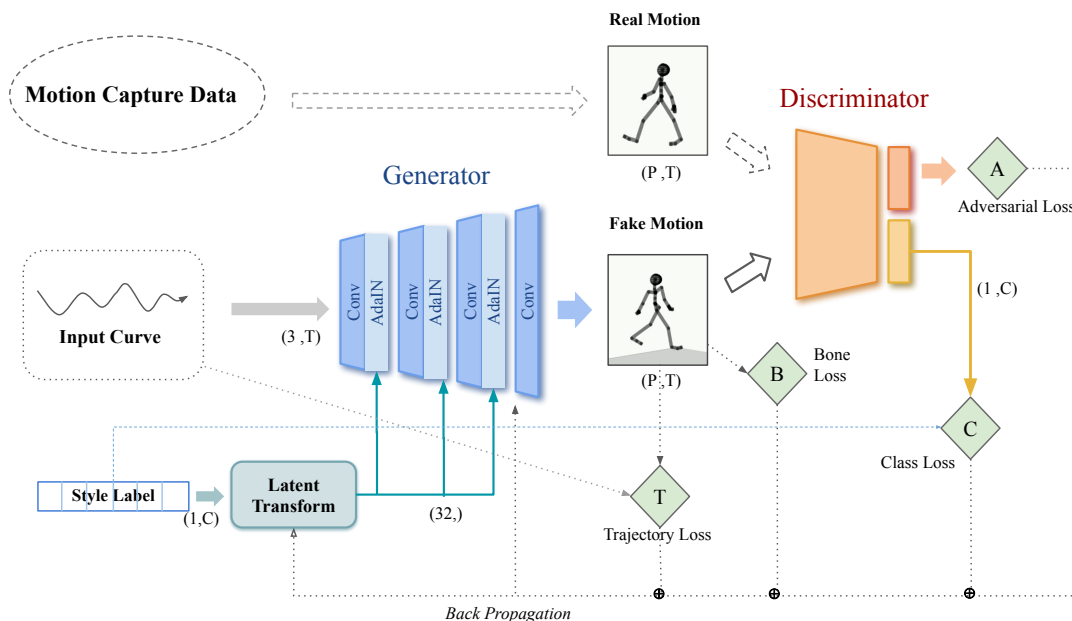 Real Motion
Motion Capture Data
Discriminator
(P ,T)
A
Adversarial Loss
Generator
Fake Motion
Conv
AdaIN
Conv
AdaIN
Conv
AdaIN
Conv
(3 ,T)
Input Curve
(P ,T)
(1 ,C)
B
Bone
Loss
C
Class Loss
Style Label
(1,C)
Latent
Transform
(32,)
T
Trajectory Loss
Back Propagation